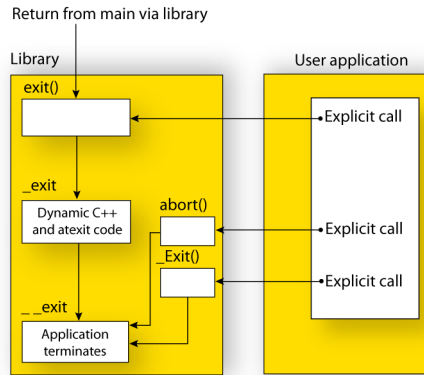 Return from main via library
Library
User application
exit()
Explicit call
_exit
Dynamic C++
and atexit code
abort()
Explicit call
_Exit()
Explicit call
_ _exit
Application
terminates